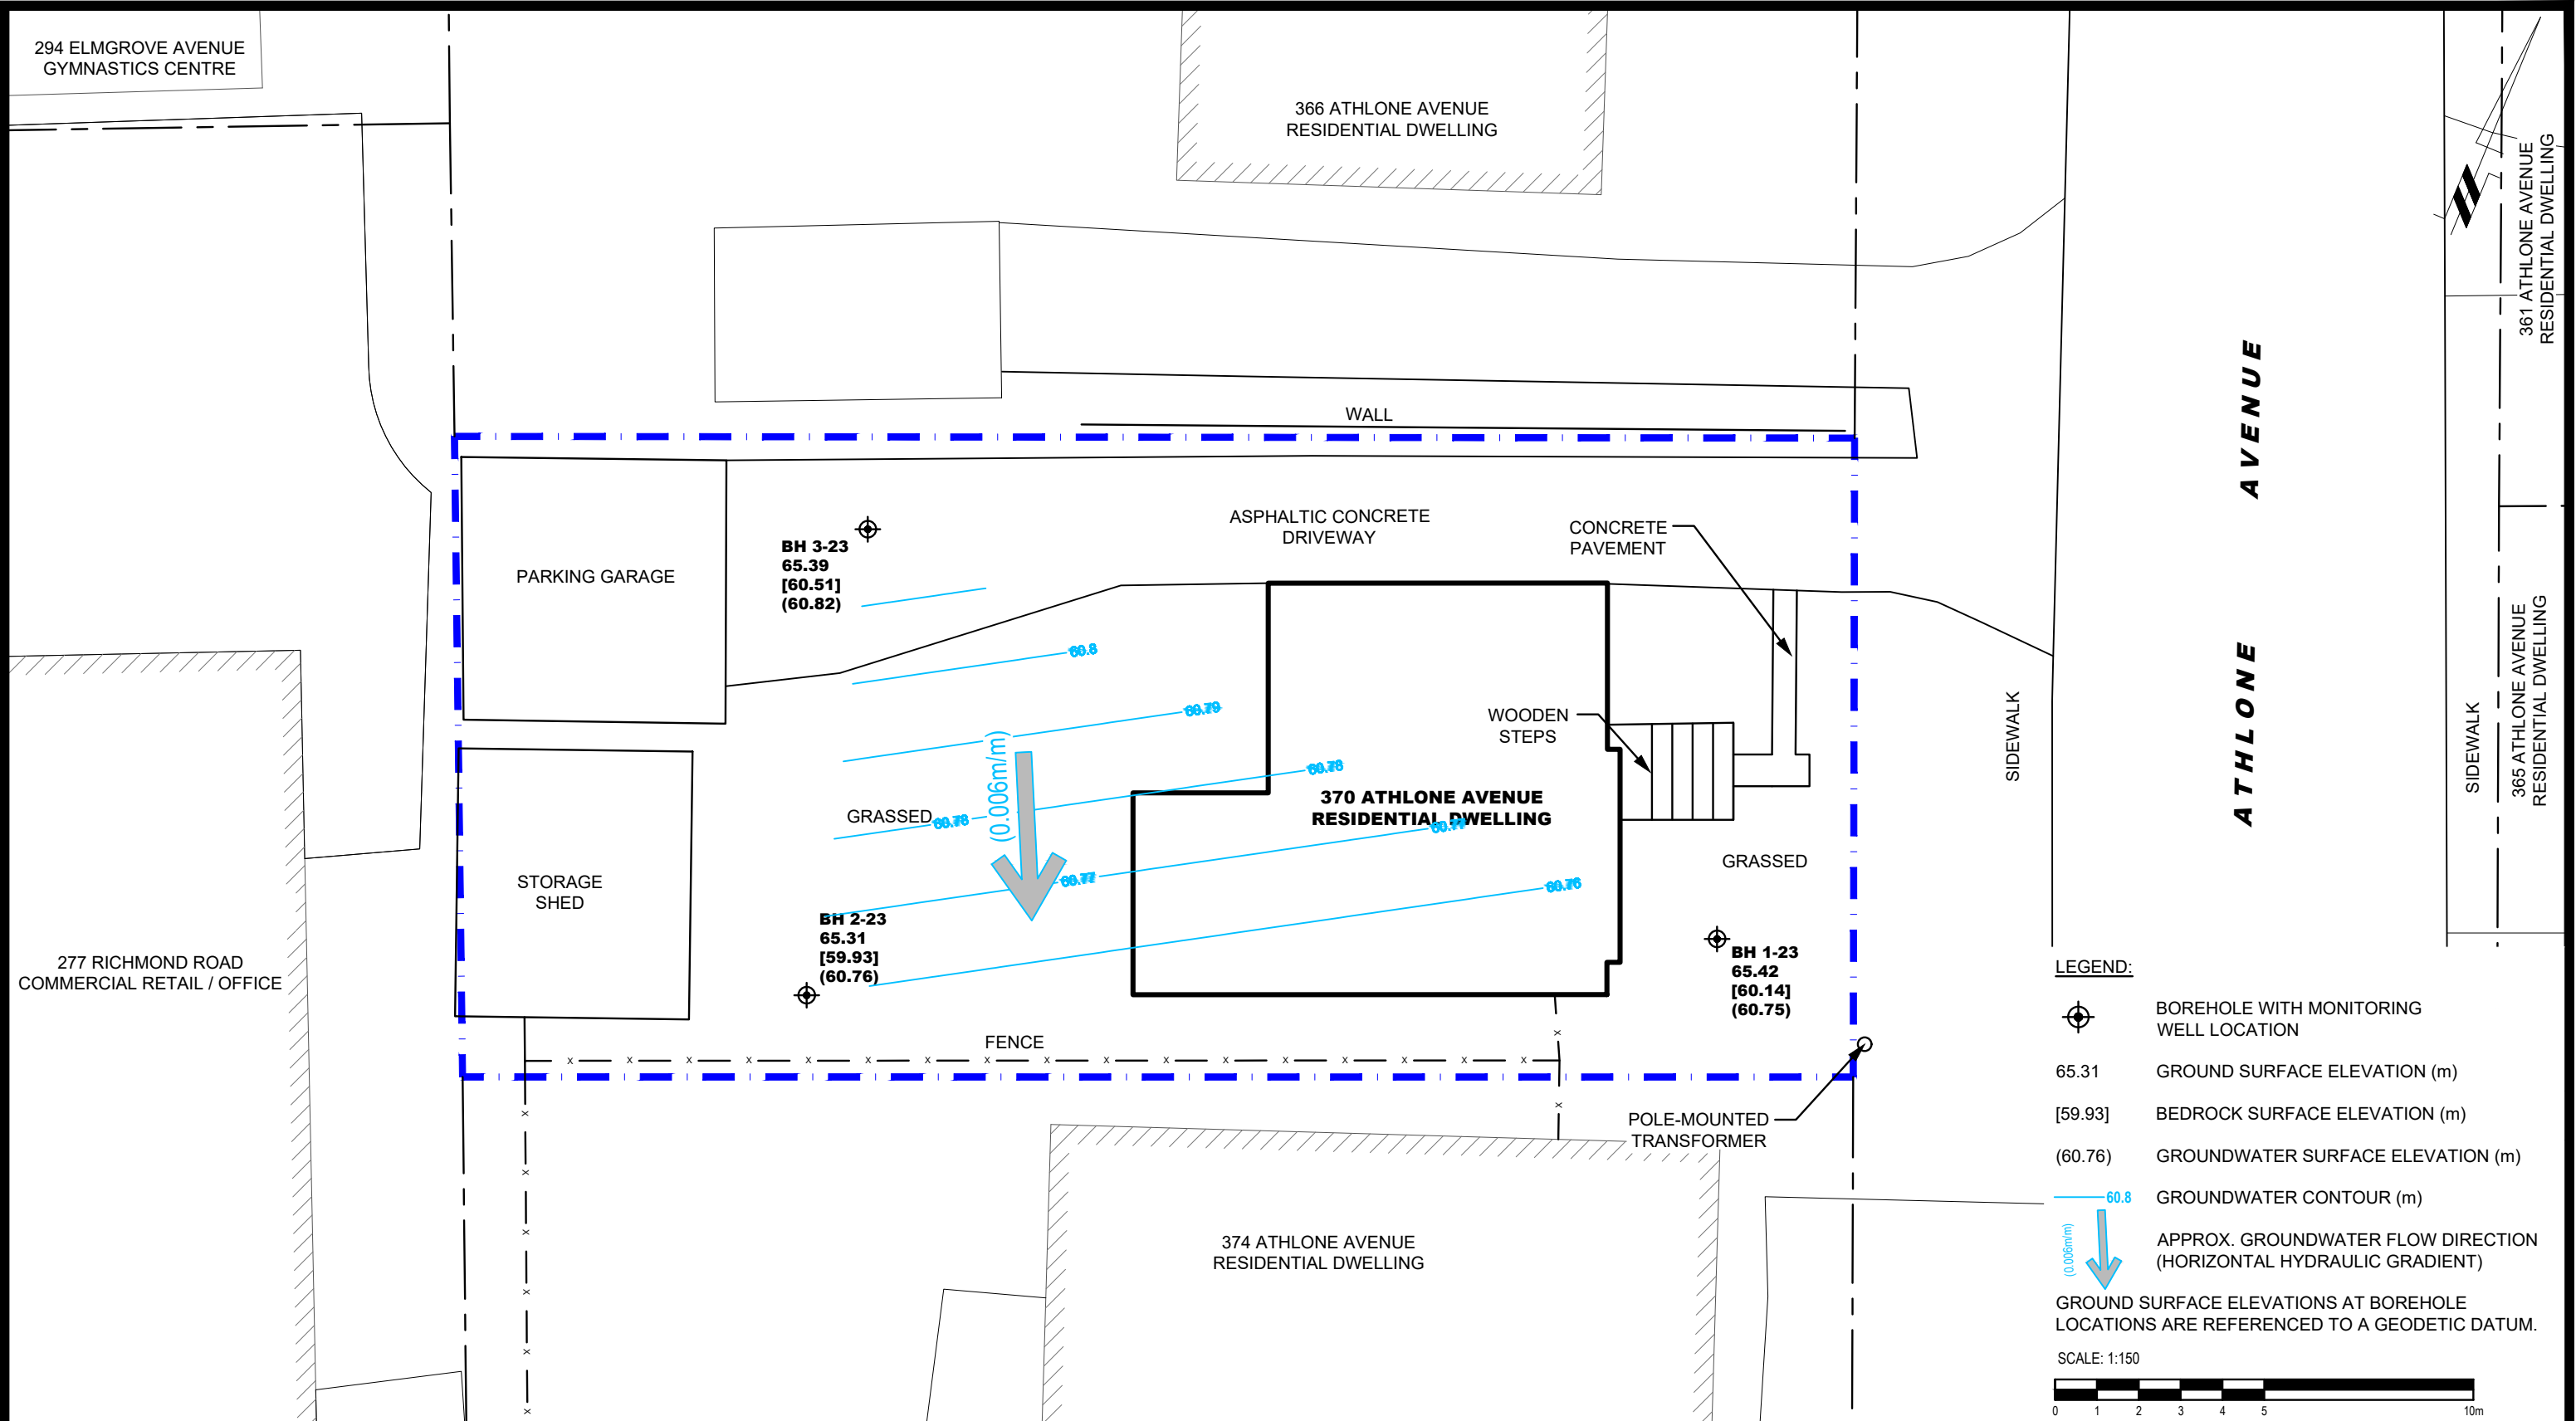 294 ELMGROVE AVENUE
GYMNASTICS CENTRE
366 ATHLONE AVENUE
RESIDENTIAL DWELLING
361 ATHLONE AVENUE
RESIDENTIAL DWELLING
WALL
ATHLONE AVENUE
ASPHALTIC CONCRETE
DRIVEWAY
CONCRETE
PAVEMENT
BH 3-23
65.39
[60.51]
(60.82)
PARKING GARAGE
60.8
60.79
60.78
60.78
60.77
60.77
60.76
(0.006m/m)
WOODEN
STEPS
370 ATHLONE AVENUE
RESIDENTIAL DWELLING
GRASSED
GRASSED
SIDEWALK
SIDEWALK
365 ATHLONE AVENUE
RESIDENTIAL DWELLING
STORAGE
SHED
BH 2-23
65.31
[59.93]
(60.76)
BH 1-23
65.42
[60.14]
(60.75)
277 RICHMOND ROAD
COMMERCIAL RETAIL / OFFICE
FENCE
POLE-MOUNTED
TRANSFORMER
374 ATHLONE AVENUE
RESIDENTIAL DWELLING
LEGEND:
BOREHOLE WITH MONITORING
WELL LOCATION
65.31 GROUND SURFACE ELEVATION (m)
[59.93] BEDROCK SURFACE ELEVATION (m)
(60.76) GROUNDWATER SURFACE ELEVATION (m)
60.8 GROUNDWATER CONTOUR (m)
(0.006m/m)
APPROX. GROUNDWATER FLOW DIRECTION
(HORIZONTAL HYDRAULIC GRADIENT)
GROUND SURFACE ELEVATIONS AT BOREHOLE
LOCATIONS ARE REFERENCED TO A GEODETIC DATUM.
SCALE: 1:150
0 1 2 3 4 5 10m